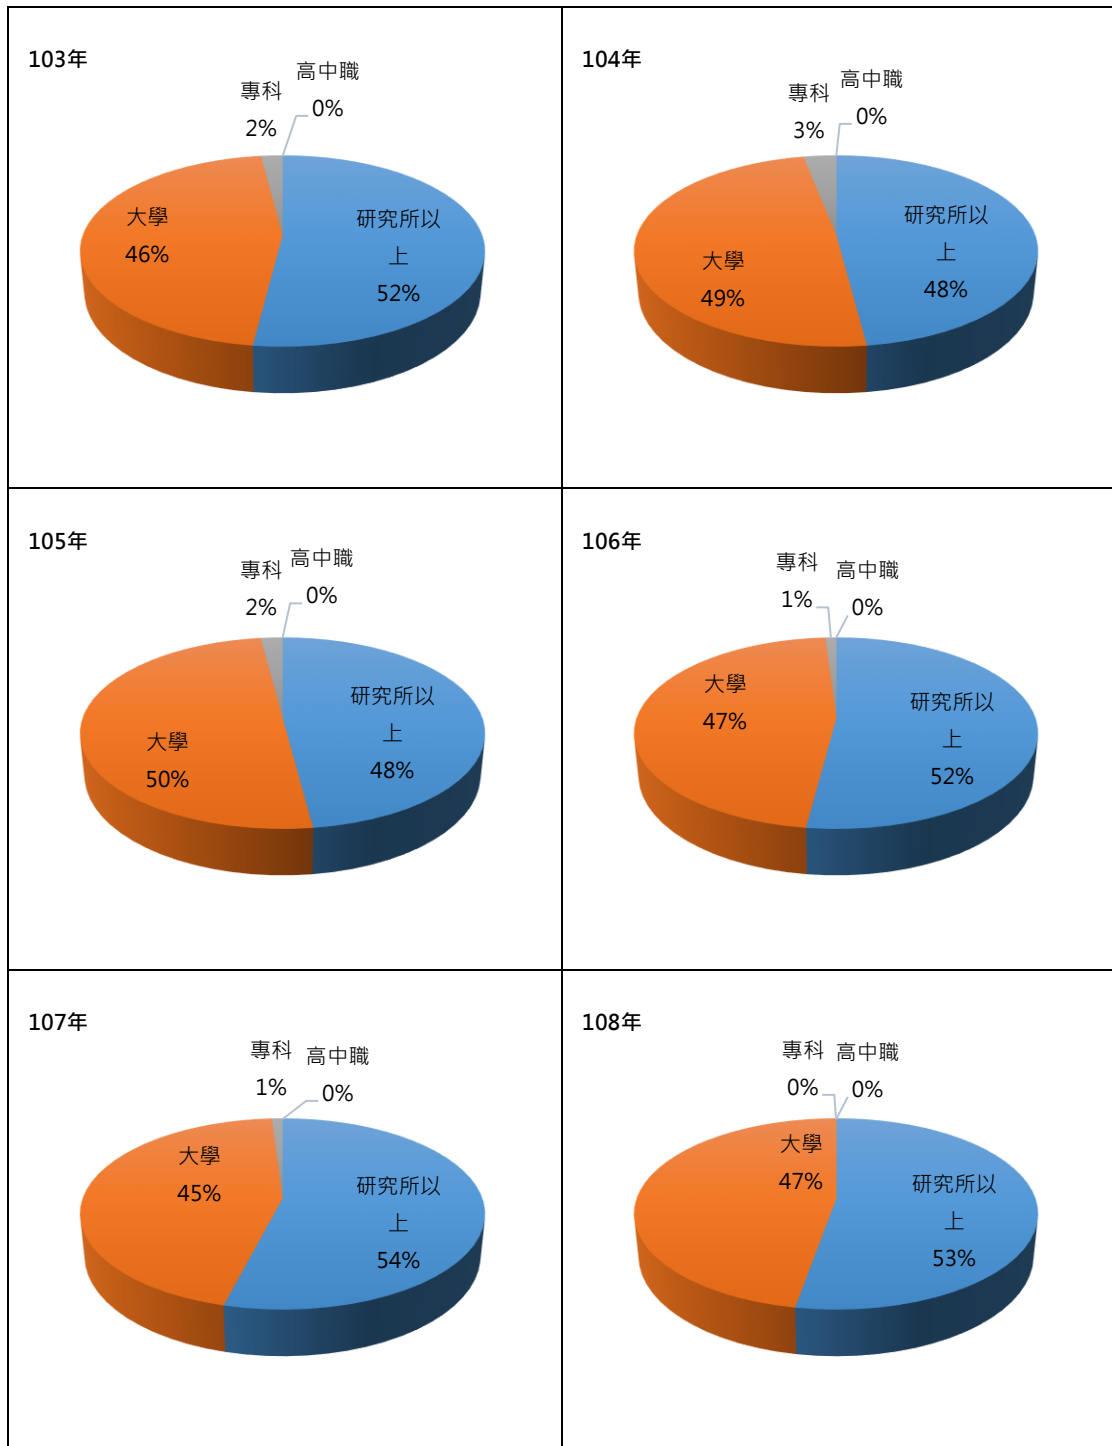 103年
高中職
0%
專科
2%
大學
46%
研究所以
上
52%
104年
高中職
0%
專科
3%
大學
49%
研究所以
上
48%
105年
高中職
0%
專科
2%
大學
50%
研究所以
上
48%
106年
專科
1%
高中職
0%
大學
47%
研究所以
上
52%
107年
專科
1%
高中職
0%
大學
45%
研究所以
上
54%
108年
專科
0%
高中職
0%
大學
47%
研究所以
上
53%